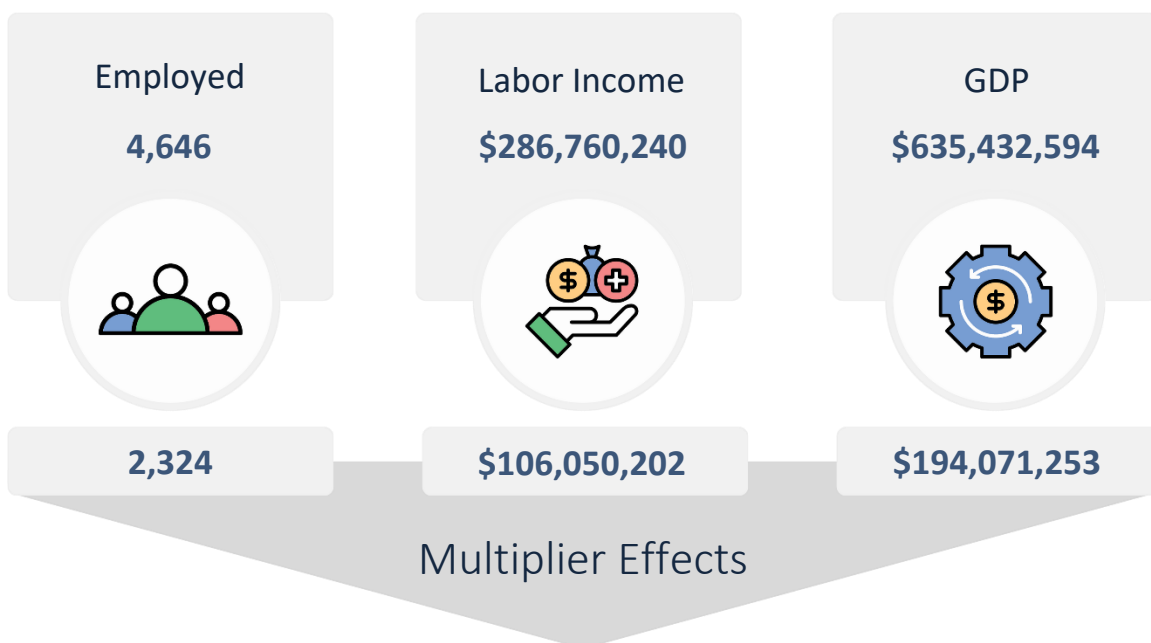 Employed
4,646
Labor Income
$286,760,240
GDP
$635,432,594
$
$
2,324
$106,050,202
$194,071,253
Multiplier Effects